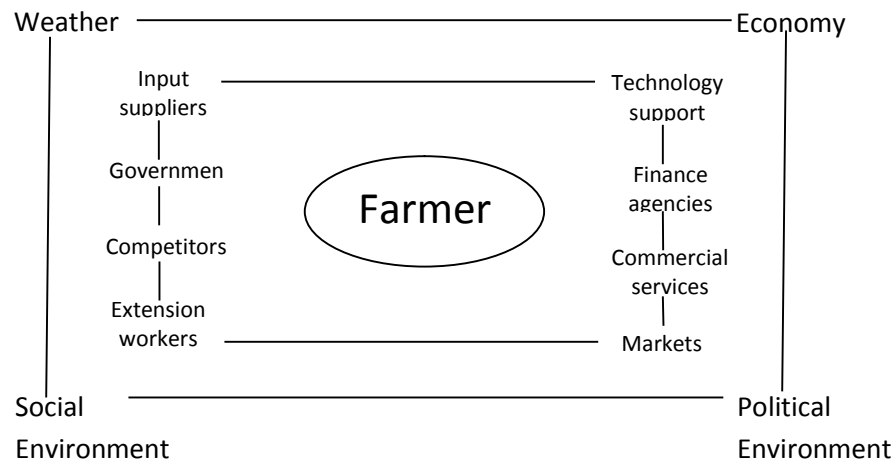 Weather
Economy
Input
suppliers
Technology
support
Governmen
Finance
agencies
Farmer
Competitors
Commercial
services
Extension
workers
Markets
Social
Environment
Political
Environment